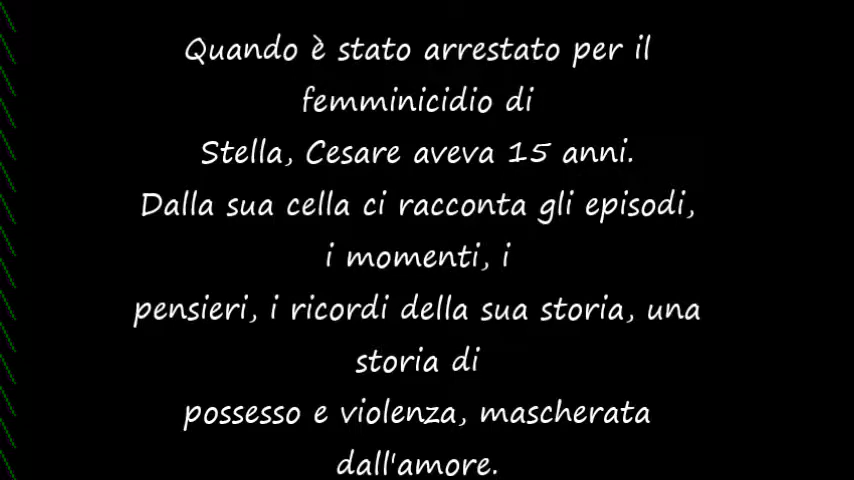 Quando è stato arrestato per il
femminicidio di
Stella, Cesare aveva 15 anni.
Dalla sua cella ci racconta gli episodi,
i momenti, i
pensieri, i ricordi della sua storia, una
storia di
possesso e violenza, mascherata
dall'amore.